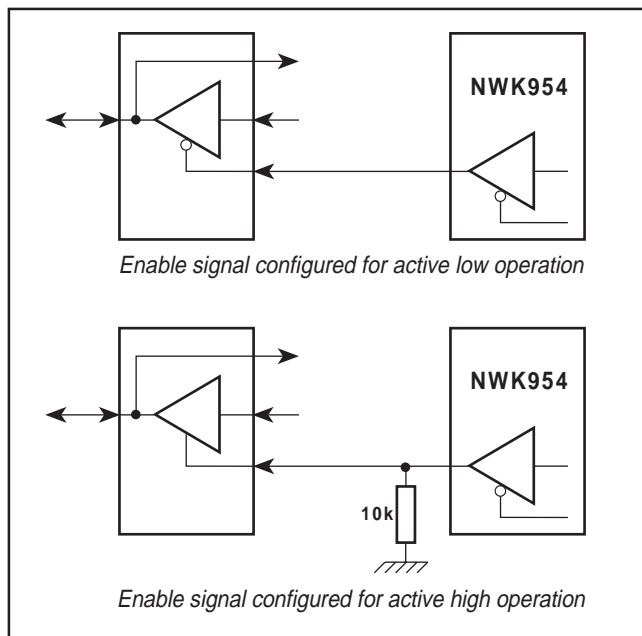 NWK954
Enable signal configured for active low operation
NWK954
10k
Enable signal configured for active high operation